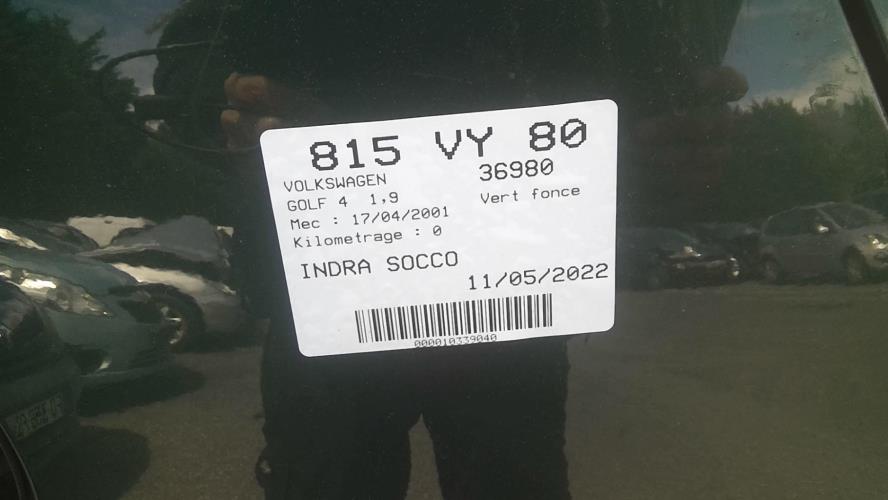 815 VY 80
VOLKSWAGEN 36980
GOLF 4 1,9 Vert fonce
Mec : 17/04/2001
Kilometrage : 0
INDRA SOCCO
11/05/2022
000010339040